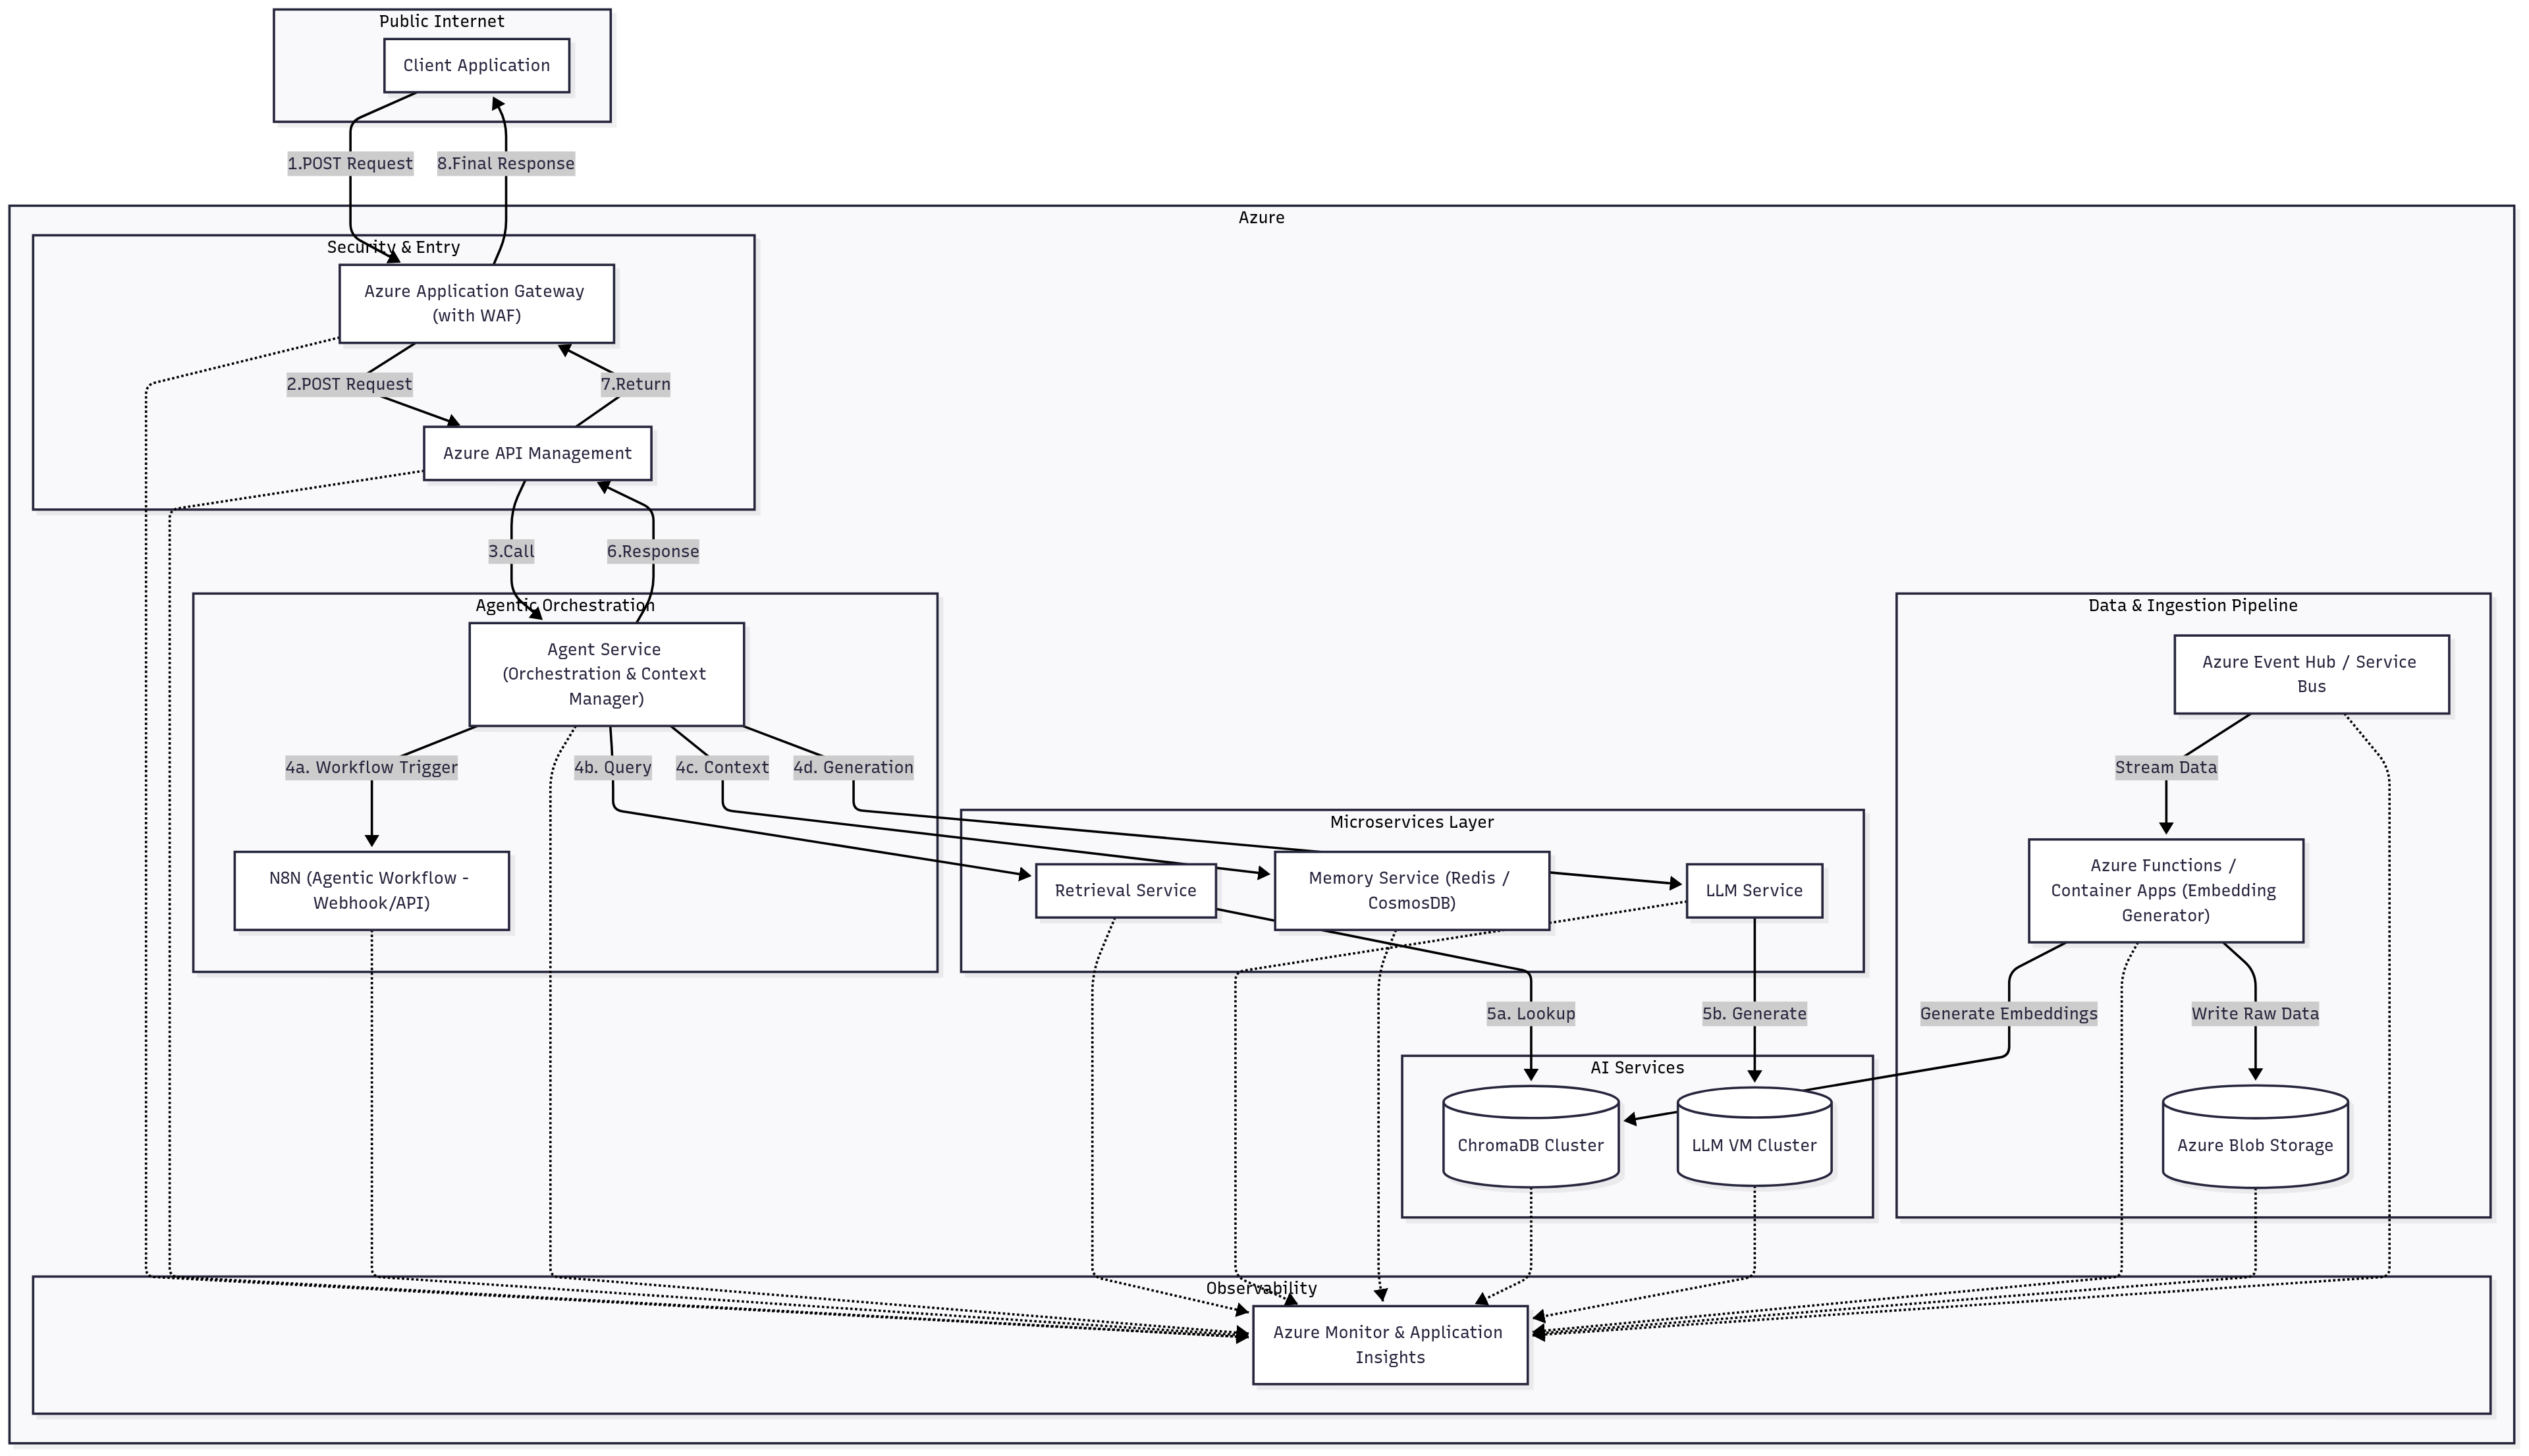 Public Internet
Client Application
1.POST Request
8.Final Response
Azure
Security & Entry
Azure Application Gateway
(with WAF)
2.POST Request
7.Return
Azure API Management
3.Call
6.Response
Agentic Orchestration
Agent Service
(Orchestration & Context
Manager)
4a. Workflow Trigger
4b. Query
4c. Context
4d. Generation
N8N (Agentic Workflow -
Webhook/API)
Microservices Layer
Retrieval Service
Memory Service (Redis /
CosmosDB)
LLM Service
5a. Lookup
5b. Generate
AI Services
ChromaDB Cluster
LLM VM Cluster
Data & Ingestion Pipeline
Azure Event Hub / Service
Bus
Stream Data
Azure Functions /
Container Apps (Embedding
Generator)
Generate Embeddings
Write Raw Data
Azure Blob Storage
Observability
Azure Monitor & Application
Insights